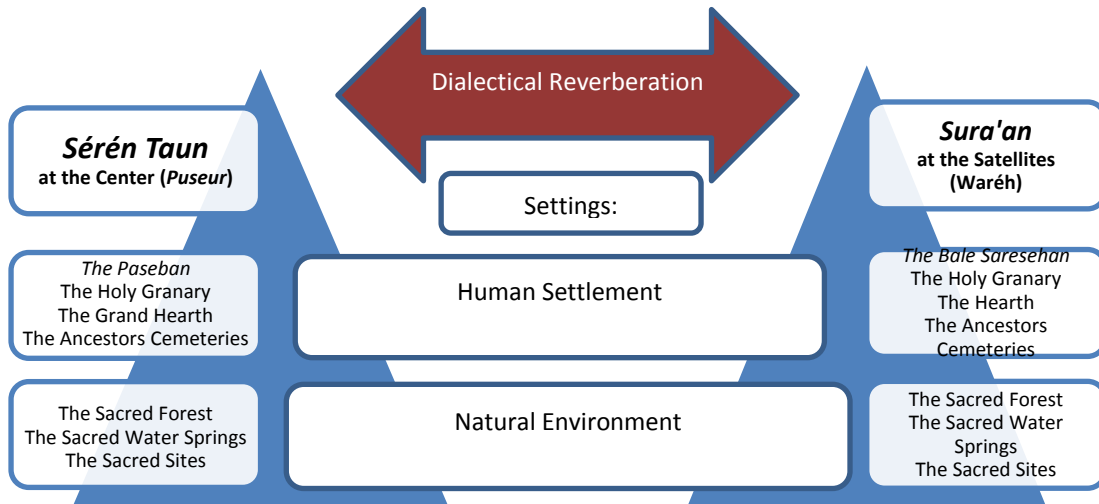 Dialectical Reverberation
Sérén Taun
at the Center (Puseur)
Sura'an
at the Satellites
(Waréh)
Settings:
The Paseban
The Holy Granary
The Grand Hearth
The Ancestors Cemeteries
Human Settlement
The Bale Saresehan
The Holy Granary
The Hearth
The Ancestors
Cemeteries
The Sacred Forest
The Sacred Water Springs
The Sacred Sites
Natural Environment
The Sacred Forest
The Sacred Water
Springs
The Sacred Sites